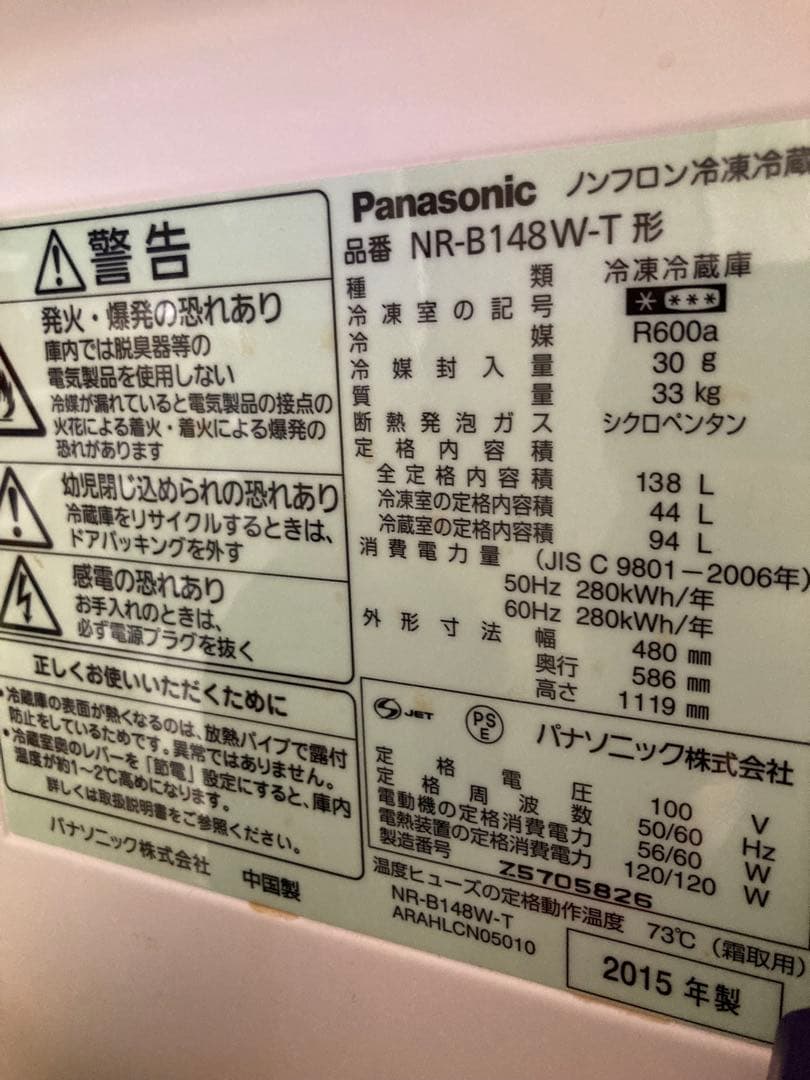 警告
発火・爆発の恐れあり
庫内では脱臭器等の
電気製品を使用しない
冷媒が漏れていると電気製品の接点の
火花による着火・着火による爆発の
恐れがあります
幼児閉じ込められの恐れあり
冷蔵庫をリサイクルするときは、
ドアパッキングを外す
感電の恐れあり
お手入れのときは、
必ず電源プラグを抜く
正しくお使いいただくために
・冷蔵庫の表面が熱くなるのは、放熱パイプで露付
防止をしているためです。異常ではありません。
・冷蔵室奥のレバーを「節電」設定にすると、庫内
温度が約1~2℃高めになります。
詳しくは取扱説明書をご参照ください。
パナソニック株式会社 中国製
Panasonic ノンフロン冷凍冷蔵
品番 NR-B148W-T 形
種類 冷凍冷蔵庫
冷凍室の記号 * ***
冷媒 R600a
冷媒封入量 30 g
質量 33 kg
断熱発泡ガス シクロペンタン
定格内容積
全定格内容積 138 L
冷凍室の定格内容積 44 L
冷蔵室の定格内容積 94 L
消費電力量 (JIS C 9801-2006年)
50Hz 280kWh/年
60Hz 280kWh/年
外形寸法 幅 480 mm
奥行 586 mm
高さ 1119 mm
S JET PSE パナソニック株式会社
定格電圧 100 V
定格周波数 50/60 Hz
電動機の定格消費電力 56/60 W
電熱装置の定格消費電力 120/120 W
製造番号 Z5705826
温度ヒューズの定格動作温度 73℃ (霜取用)
NR-B148W-T
ARAHLCN05010
2015 年製